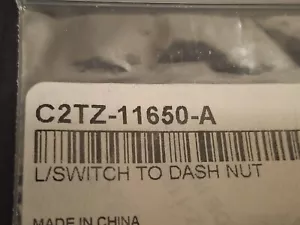 C2TZ-11650-A
L/SWITCH TO DASH NUT
MADE IN CHINA